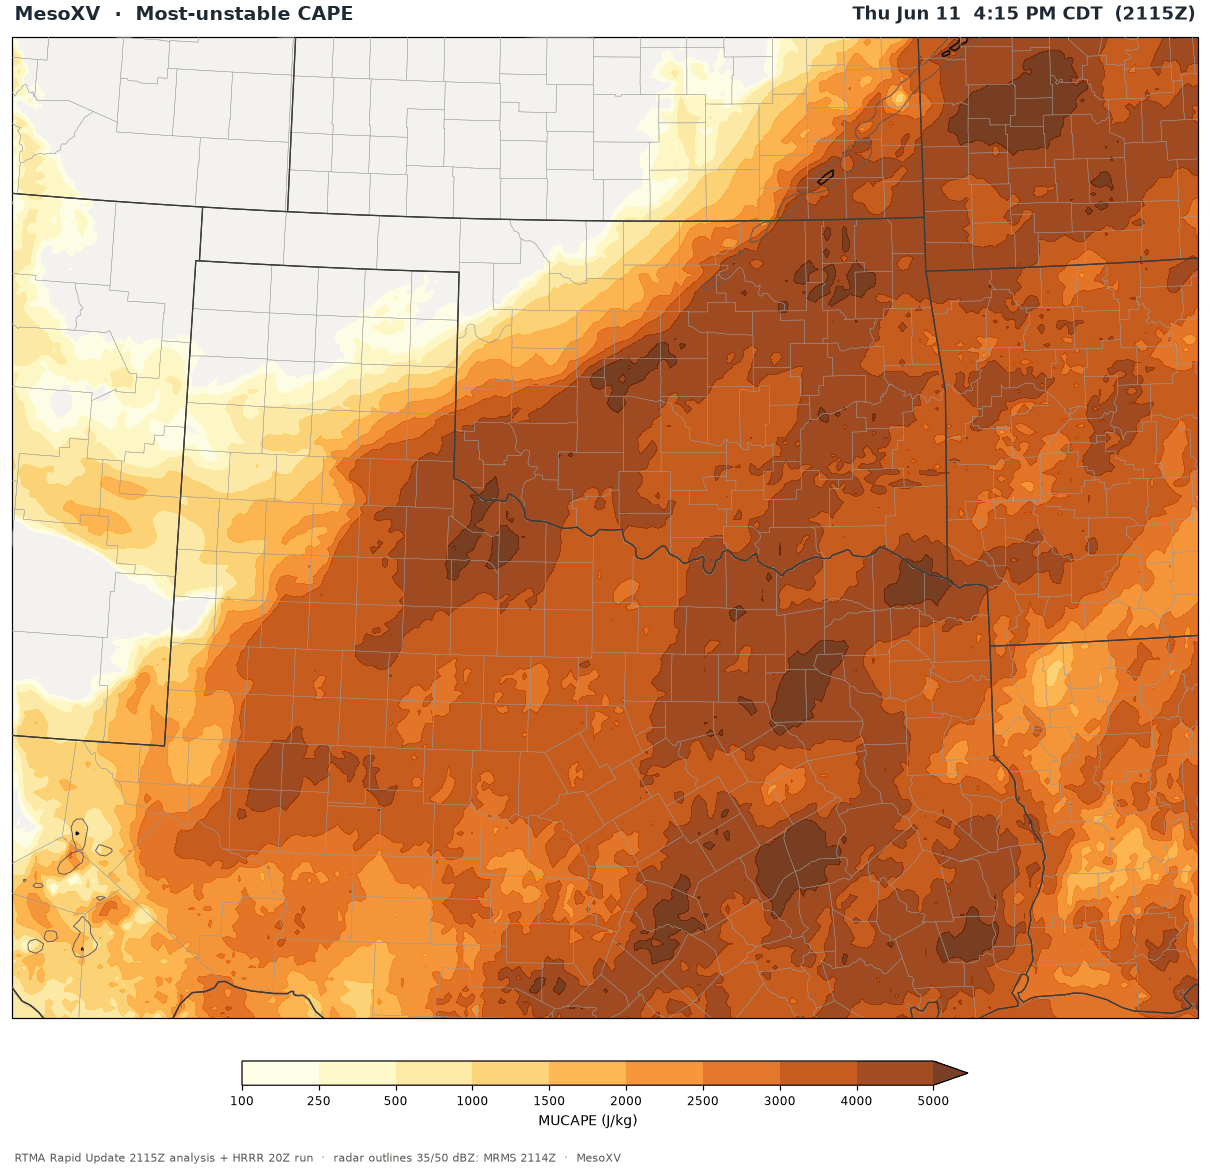 MesoXV · Most-unstable CAPE
Thu Jun 11 4:15 PM CDT (2115Z)
100 250 500 1000 1500 2000 2500 3000 4000 5000
MUCAPE (J/kg)
RTMA Rapid Update 2115Z analysis + HRRR 20Z run · radar outlines 35/50 dBZ: MRMS 2114Z · MesoXV